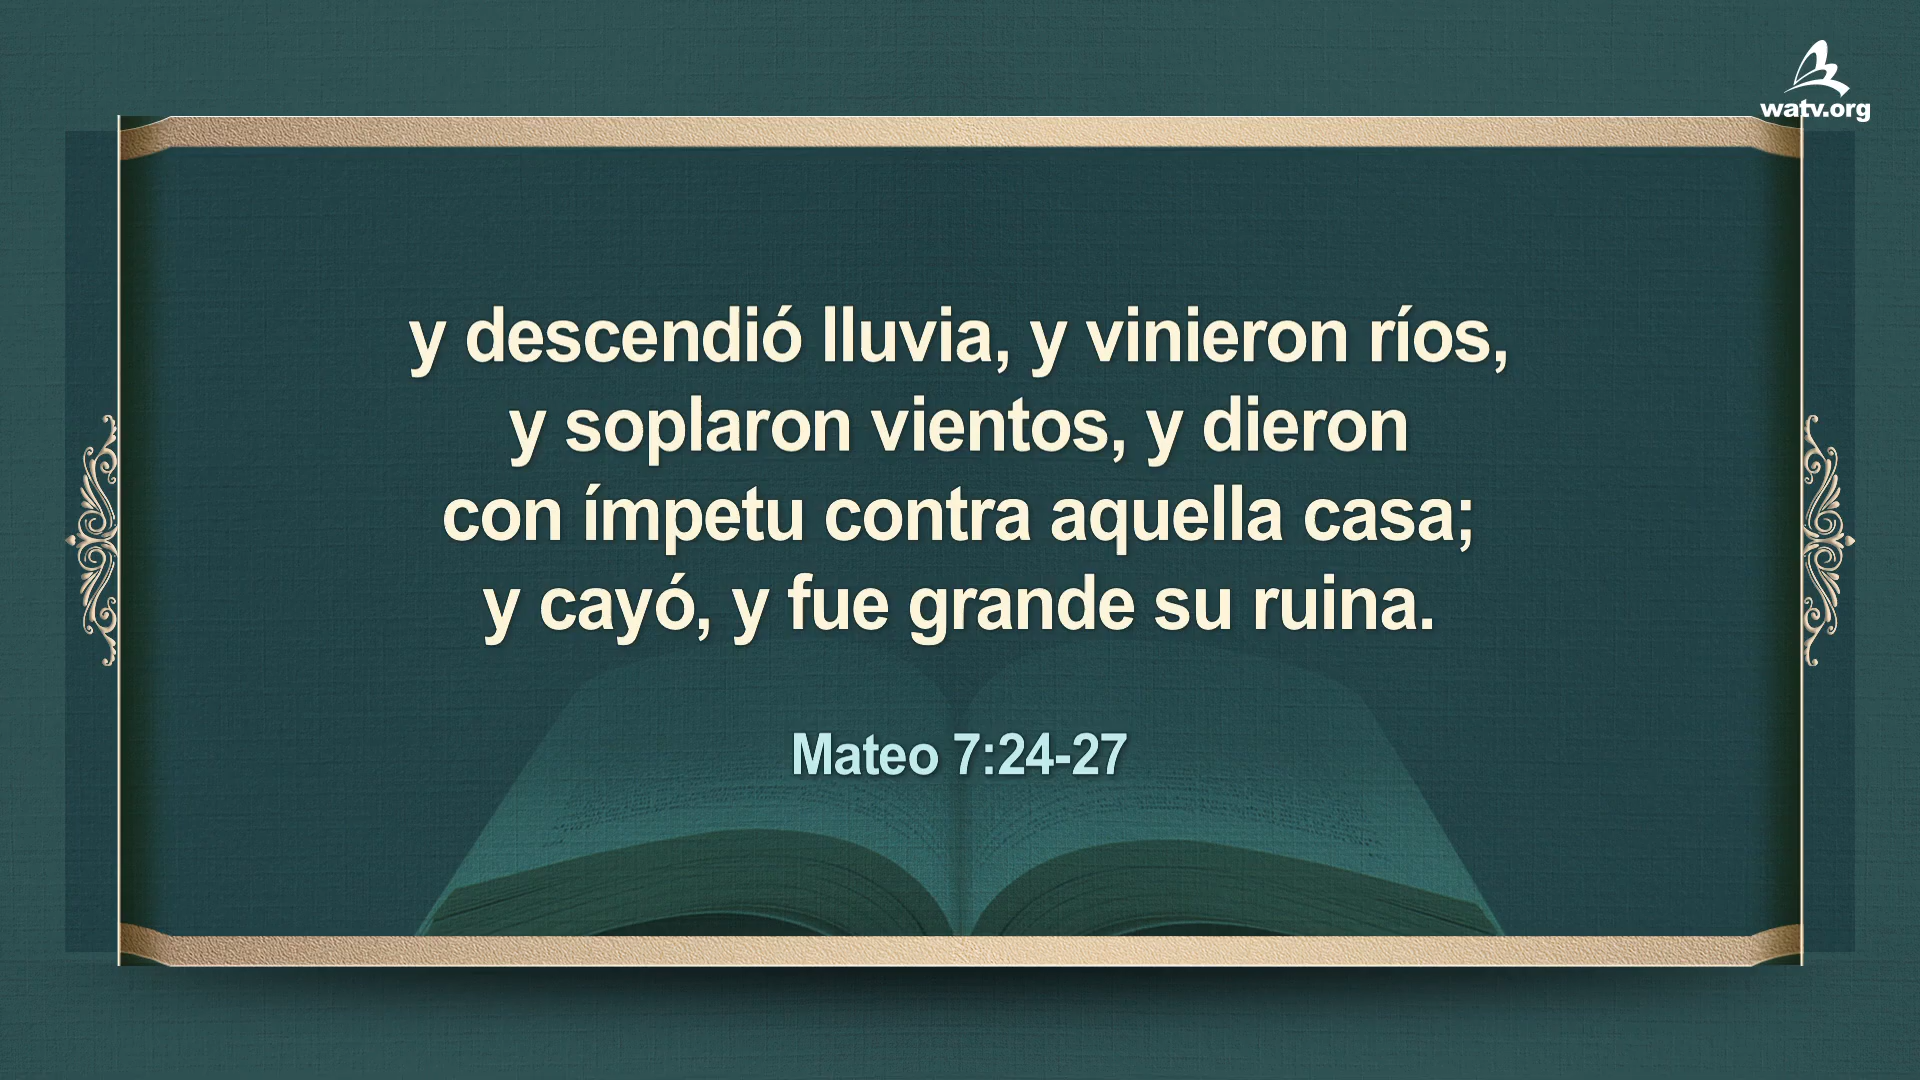 watv.org
y descendió lluvia, y vinieron ríos,
y soplaron vientos, y dieron
con ímpetu contra aquella casa;
y cayó, y fue grande su ruina.
Mateo 7:24-27